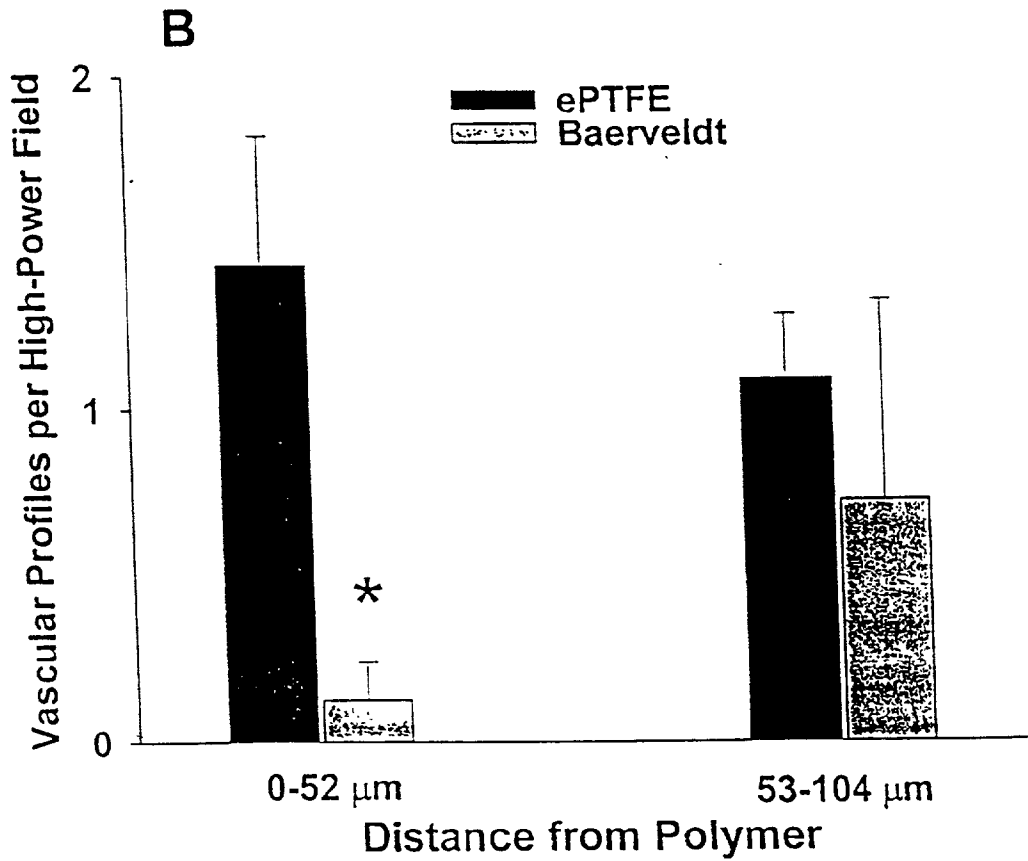 B
Vascular Profiles per High-Power Field
2
1
0
ePTFE
Baerveldt
*
0-52 μm
53-104 μm
Distance from Polymer